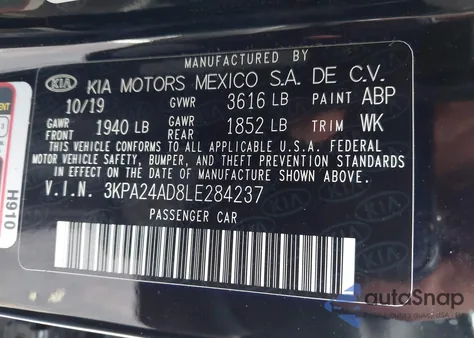 MANUFACTURED BY
KIA KIA MOTORS MEXICO S.A. DE C.V.
10/19 GVWR 3616 LB PAINT ABP
GAWR FRONT 1940 LB GAWR REAR 1852 LB TRIM WK
THIS VEHICLE CONFORMS TO ALL APPLICABLE U.S.A. FEDERAL
MOTOR VEHICLE SAFETY, BUMPER, AND THEFT PREVENTION STANDARDS
IN EFFECT ON THE DATE OF MANUFACTURE SHOWN ABOVE.
V.I.N. 3KPA24AD8LE284237
PASSENGER CAR
H910
autoSnap